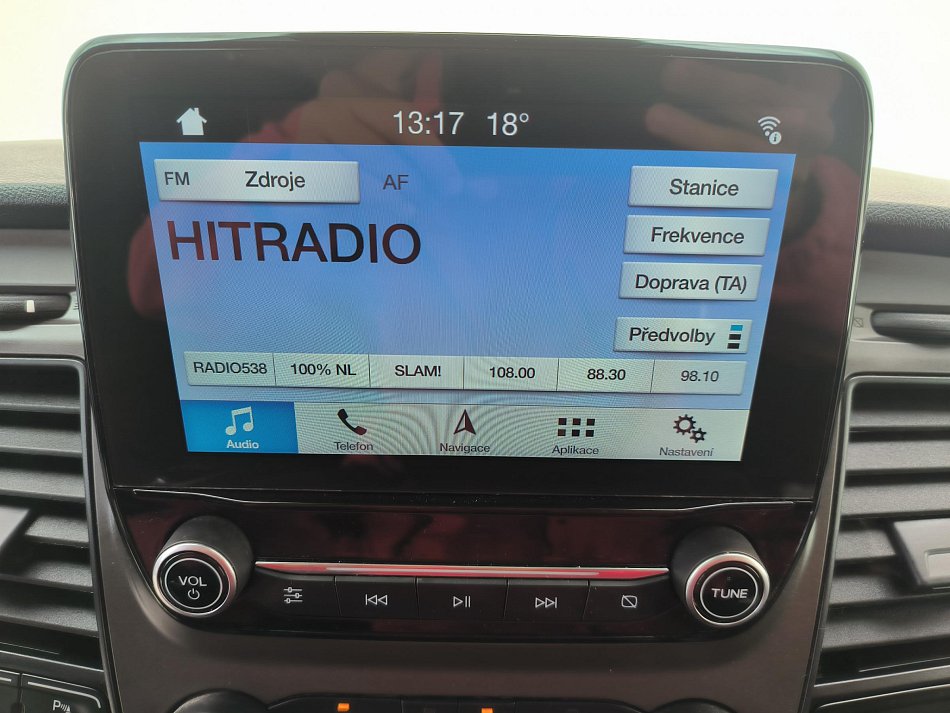 13:17 18°
FM Zdroje AF
Stanice
HITRADIO
Frekvence
Doprava (TA)
Předvolby
RADIO538 100% NL SLAM! 108.00 88.30 98.10
Audio Telefon Navigace Aplikace Nastavení
VOL TUNE
P